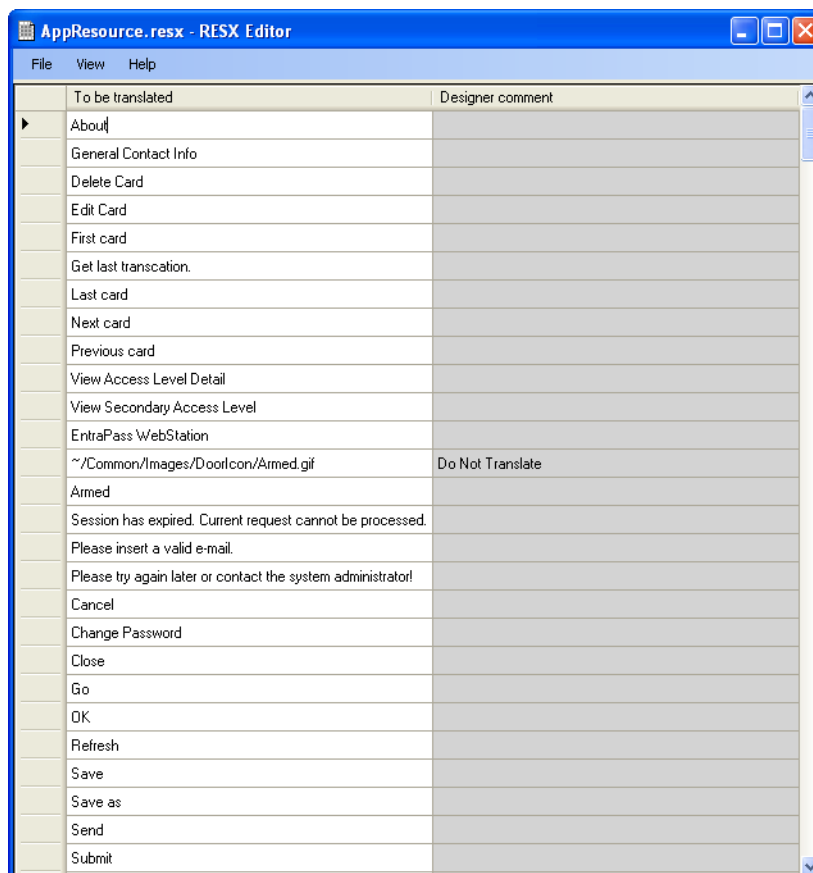 AppResource.resx - RESX Editor
File View Help
To be translated Designer comment
About
General Contact Info
Delete Card
Edit Card
First card
Get last transcation.
Last card
Next card
Previous card
View Access Level Detail
View Secondary Access Level
EntraPass WebStation
~/Common/Images/DoorIcon/Armed.gif Do Not Translate
Armed
Session has expired. Current request cannot be processed.
Please insert a valid e-mail.
Please try again later or contact the system administrator!
Cancel
Change Password
Close
Go
OK
Refresh
Save
Save as
Send
Submit